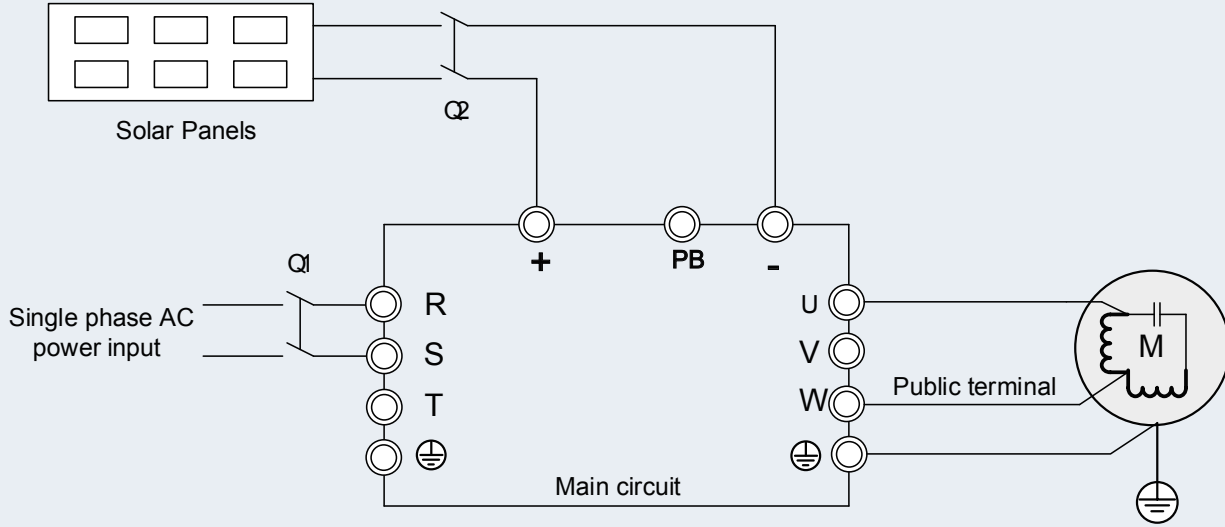 Solar Panels
Q2
+
PB
-
Q1
Single phase AC
power input
R
S
T
U
V
W
Public terminal
M
Main circuit